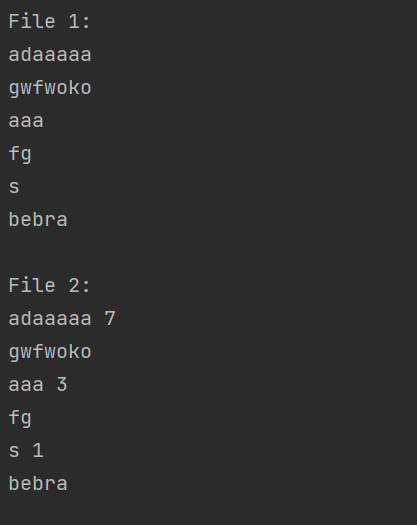 File 1:
adaaaaa
gwfwoko
aaa
fg
s
bebra
File 2:
adaaaaa 7
gwfwoko
aaa 3
fg
s 1
bebra